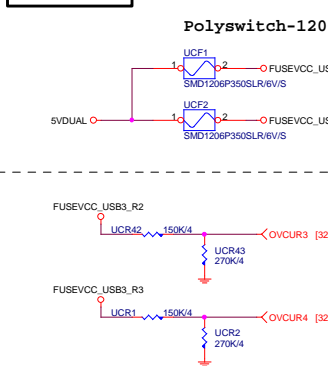 Polyswitch-120
UCF1
1 2 FUSEVCC_US
SMD1206P350SLR/6V/S
UCF2
5VDUAL 1 2 FUSEVCC_US
SMD1206P350SLR/6V/S
FUSEVCC_USB3_R2
UCR42 150K/4
OVCUR3 [32
UCR43
270K/4
FUSEVCC_USB3_R3
UCR1 150K/4
OVCUR4 [32
UCR2
270K/4